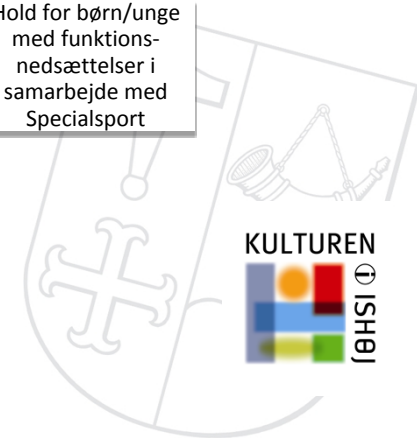 Hold for børn/unge
med funktions-
nedsættelser i
samarbejde med
Specialsport
KULTUREN
i ISHØJ